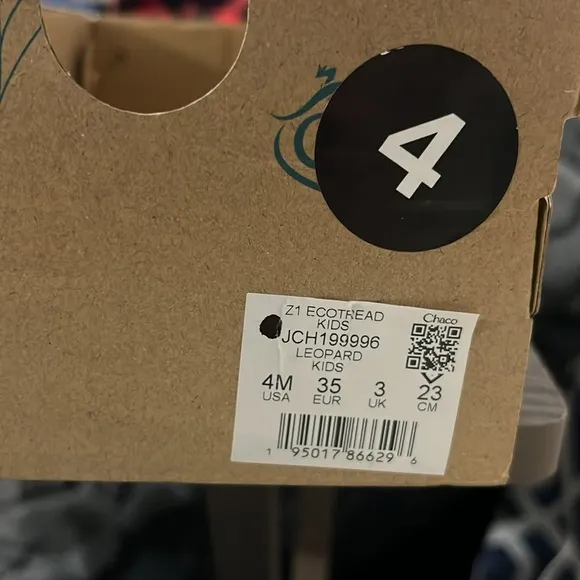 4
Z1 ECOTREAD
KIDS
Chaco
JCH199996
LEOPARD
KIDS
4M 35 3 23
USA EUR UK CM
1 95017 86629 6